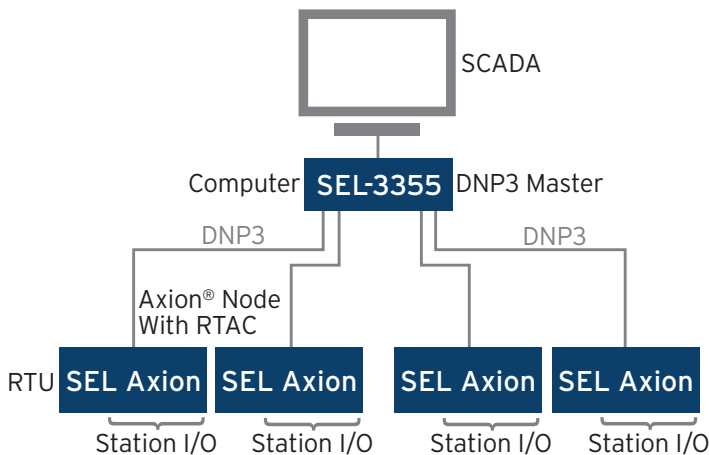 SCADA
Computer SEL-3355 DNP3 Master
DNP3 DNP3
Axion® Node
With RTAC
RTU SEL Axion SEL Axion SEL Axion SEL Axion
Station I/O Station I/O Station I/O Station I/O